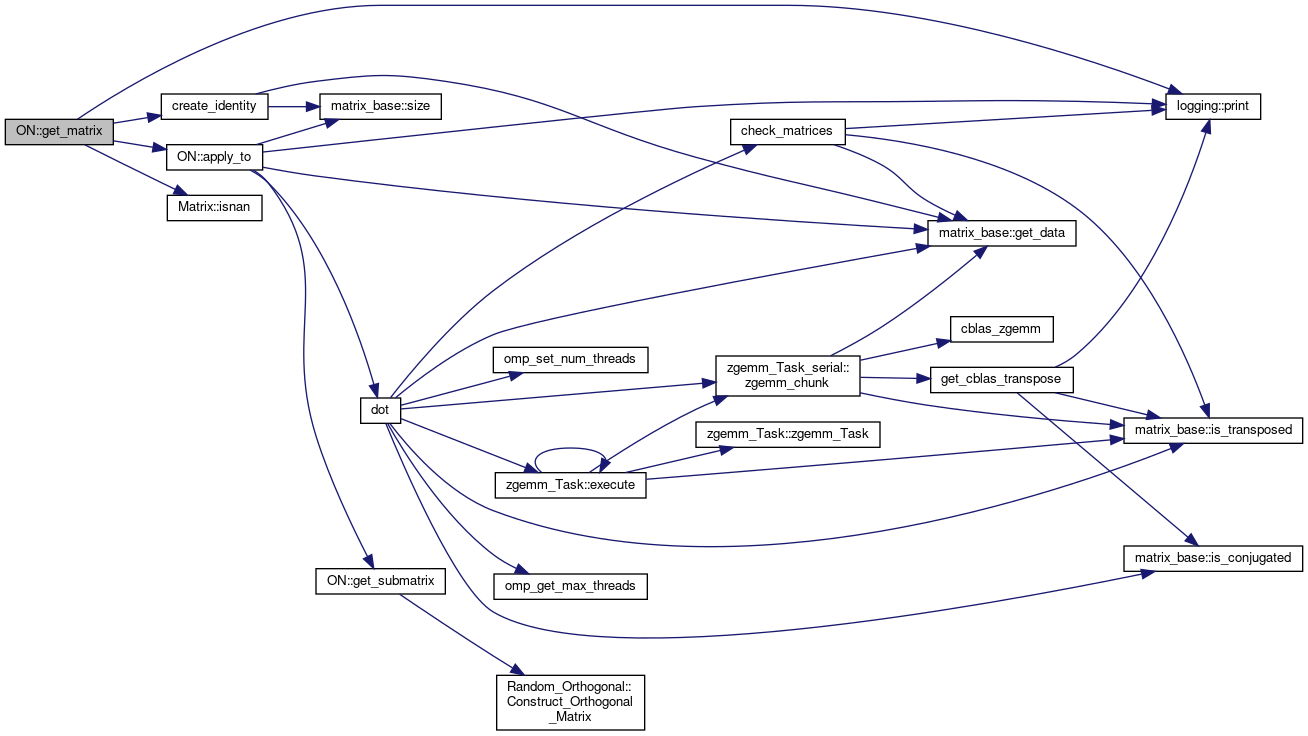 ON::get_matrix
create_identity
ON::apply_to
Matrix::isnan
matrix_base::size
dot
ON::get_submatrix
omp_set_num_threads
zgemm_Task::execute
omp_get_max_threads
Random_Orthogonal::
Construct_Orthogonal
_Matrix
check_matrices
zgemm_Task_serial::
zgemm_chunk
zgemm_Task::zgemm_Task
matrix_base::get_data
cblas_zgemm
get_cblas_transpose
logging::print
matrix_base::is_transposed
matrix_base::is_conjugated